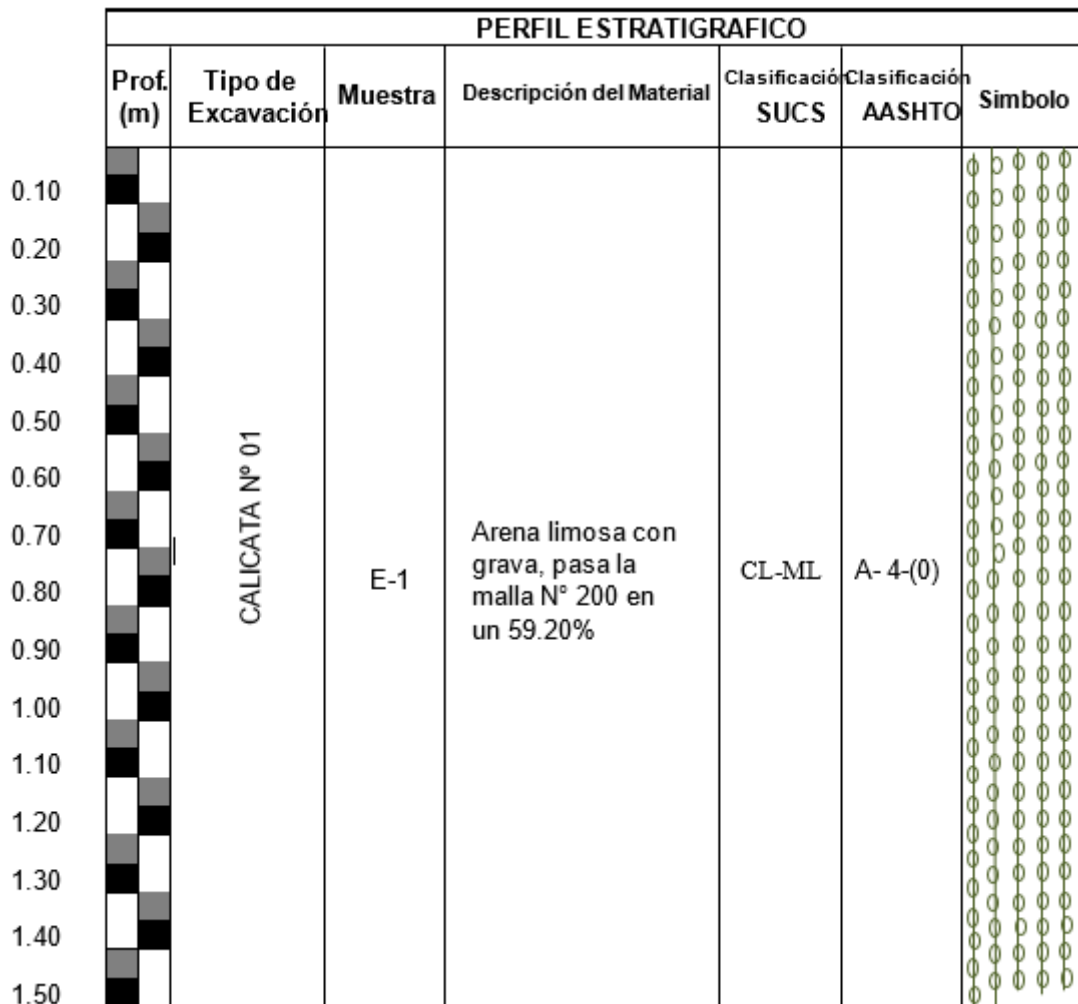 PERFIL ESTRATIGRAFICO
Prof. (m)
Tipo de Excavación
Muestra
Descripción del Material
Clasificación SUCS
Clasificación AASHTO
Simbolo
0.10
0.20
0.30
0.40
0.50
0.60
0.70
0.80
0.90
1.00
1.10
1.20
1.30
1.40
1.50
CALICATA Nº 01
E-1
Arena limosa con
grava, pasa la
malla N° 200 en
un 59.20%
CL-ML
A- 4-(0)